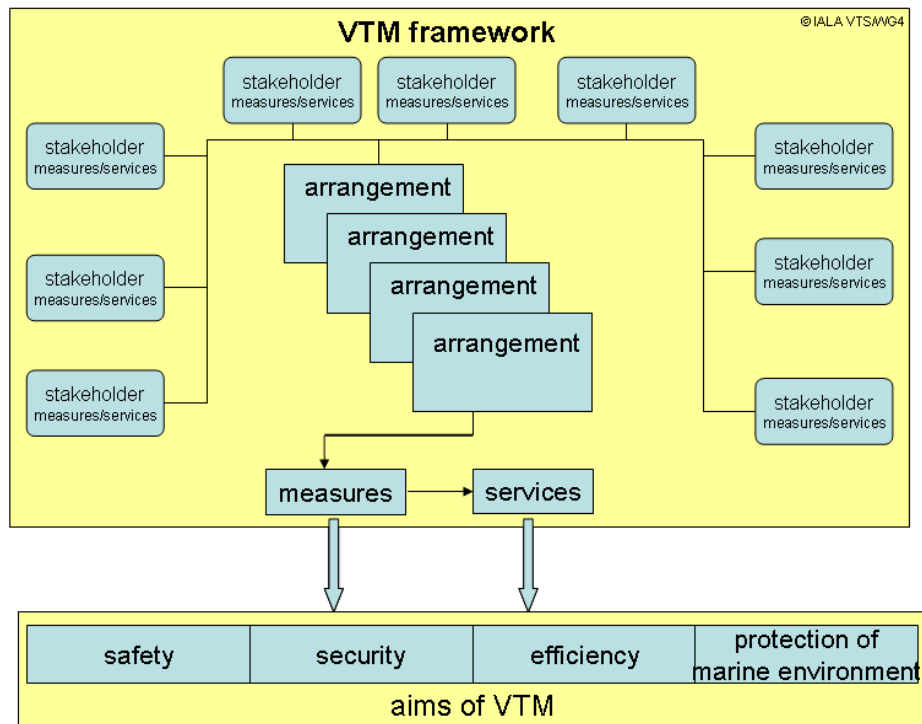 © IALA VTS/WG4
VTM framework
stakeholder
measures/services
stakeholder
measures/services
stakeholder
measures/services
stakeholder
measures/services
stakeholder
measures/services
arrangement
arrangement
stakeholder
measures/services
stakeholder
measures/services
arrangement
arrangement
stakeholder
measures/services
stakeholder
measures/services
measures
services
safety
security
efficiency
protection of
marine environment
aims of VTM